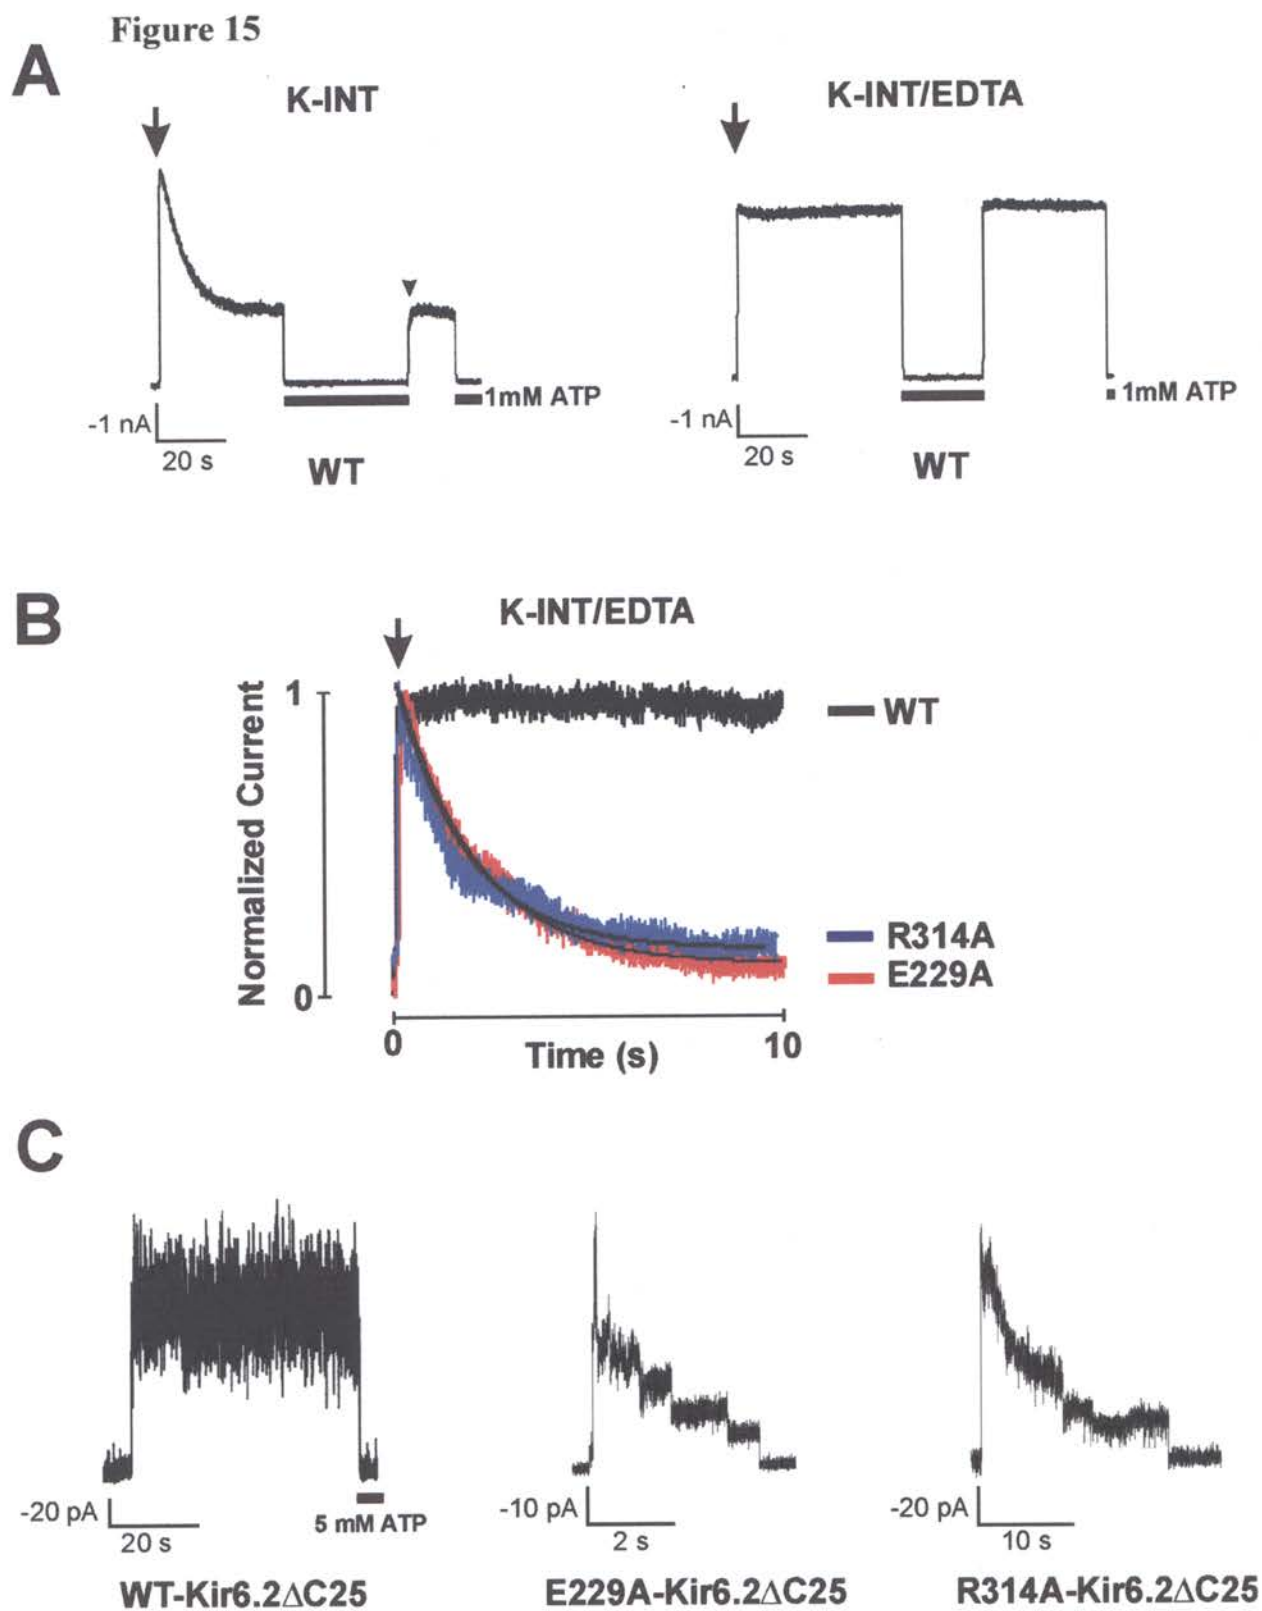 Figure 15
A
K-INT
K-INT/EDTA
1mM ATP
1mM ATP
-1 nA
20 s
-1 nA
20 s
WT
WT
B
K-INT/EDTA
Normalized Current
1
0
WT
R314A
E229A
0
10
Time (s)
C
-20 pA
20 s
5 mM ATP
-10 pA
2 s
-20 pA
10 s
WT-Kir6.2ΔC25
E229A-Kir6.2ΔC25
R314A-Kir6.2ΔC25